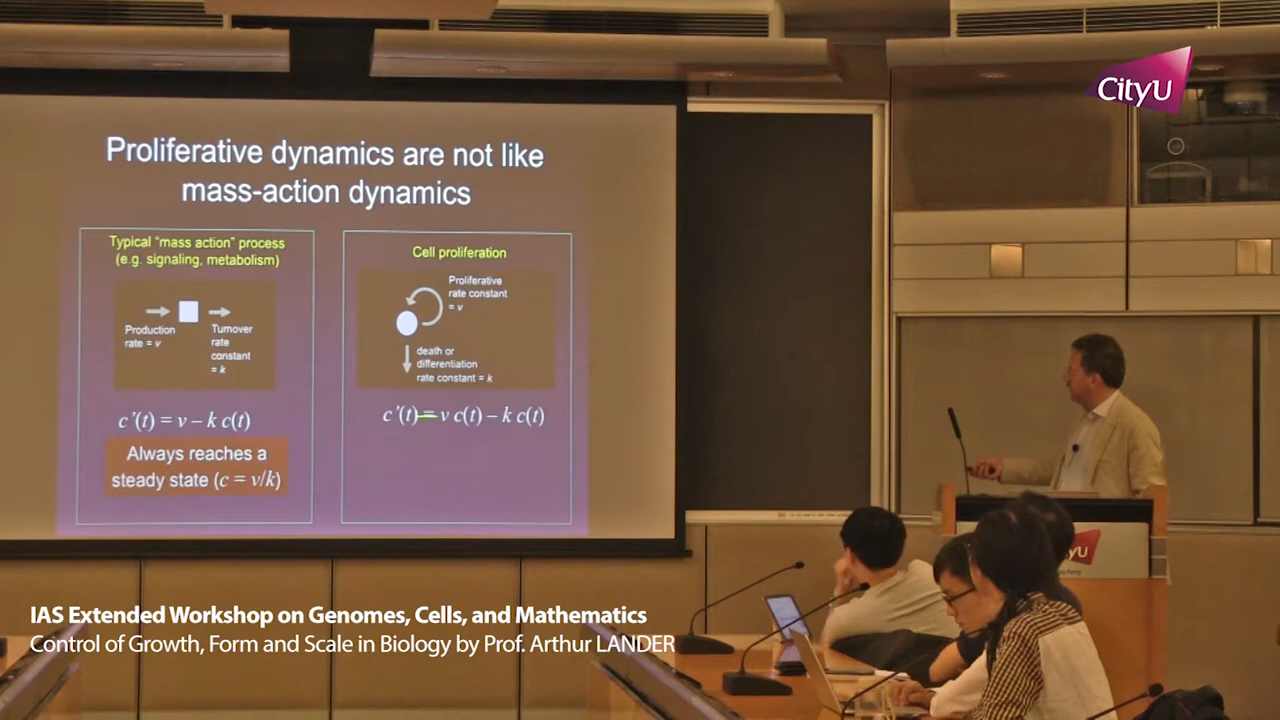 CityU
Proliferative dynamics are not like
mass-action dynamics
Typical "mass action" process
(e.g. signaling, metabolism)
Production
rate = v
Turnover
rate
constant
= k
c'(t) = v – k c(t)
Always reaches a
steady state (c = v/k)
Cell proliferation
Proliferative
rate constant
= v
death or
differentiation
rate constant = k
c'(t) = v c(t) – k c(t)
yU
IAS Extended Workshop on Genomes, Cells, and Mathematics
Control of Growth, Form and Scale in Biology by Prof. Arthur LANDER